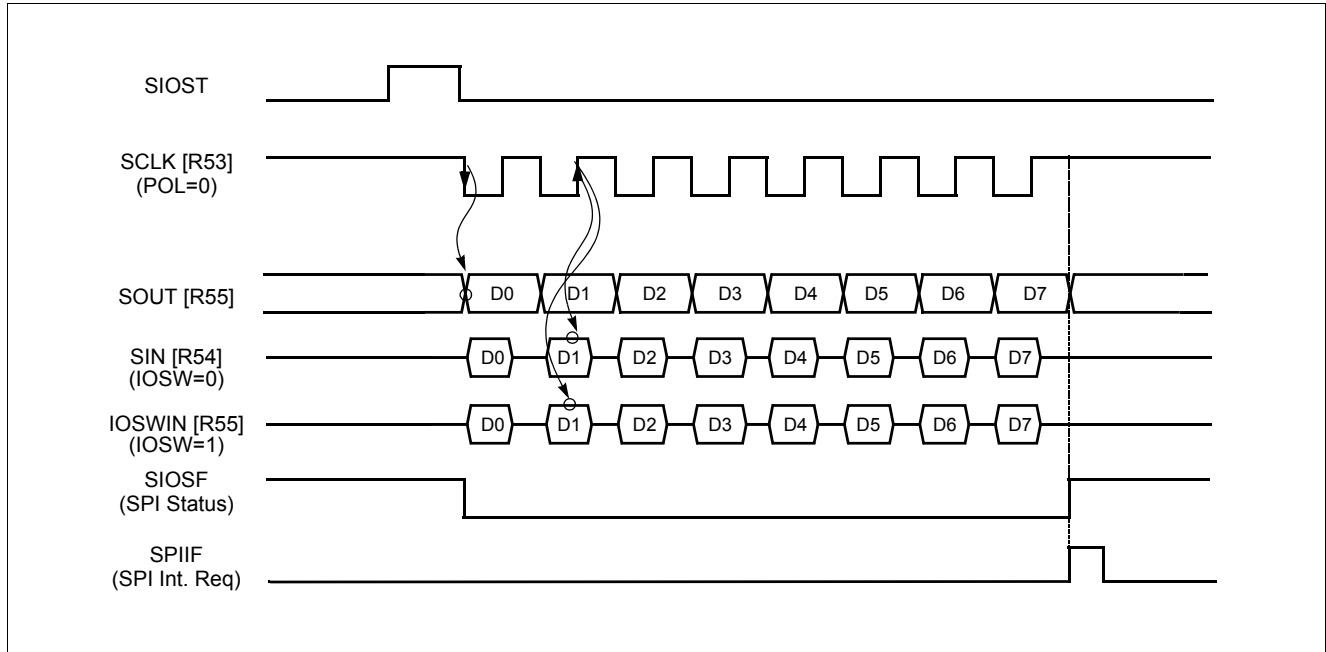 SIOST
SCLK [R53]
(POL=0)
SOUT [R55]
D0 D1 D2 D3 D4 D5 D6 D7
SIN [R54]
(IOSW=0)
D0 D1 D2 D3 D4 D5 D6 D7
IOSWIN [R55]
(IOSW=1)
D0 D1 D2 D3 D4 D5 D6 D7
SIOSF
(SPI Status)
SPIIF
(SPI Int. Req)